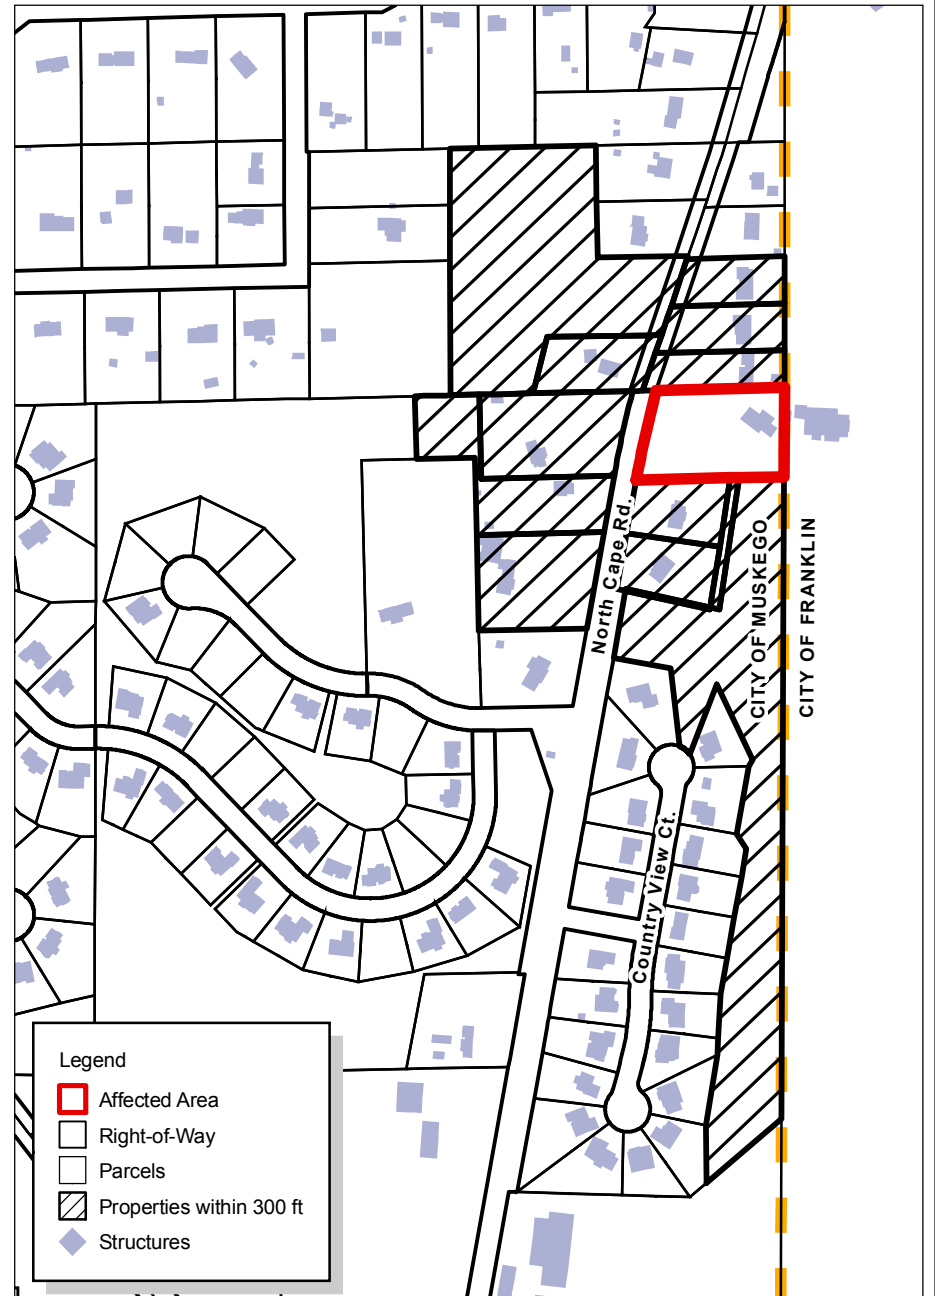 North Cape Rd.
CITY OF MUSKEGO
CITY OF FRANKLIN
Country View Ct.
Legend
Affected Area
Right-of-Way
Parcels
Properties within 300 ft
Structures